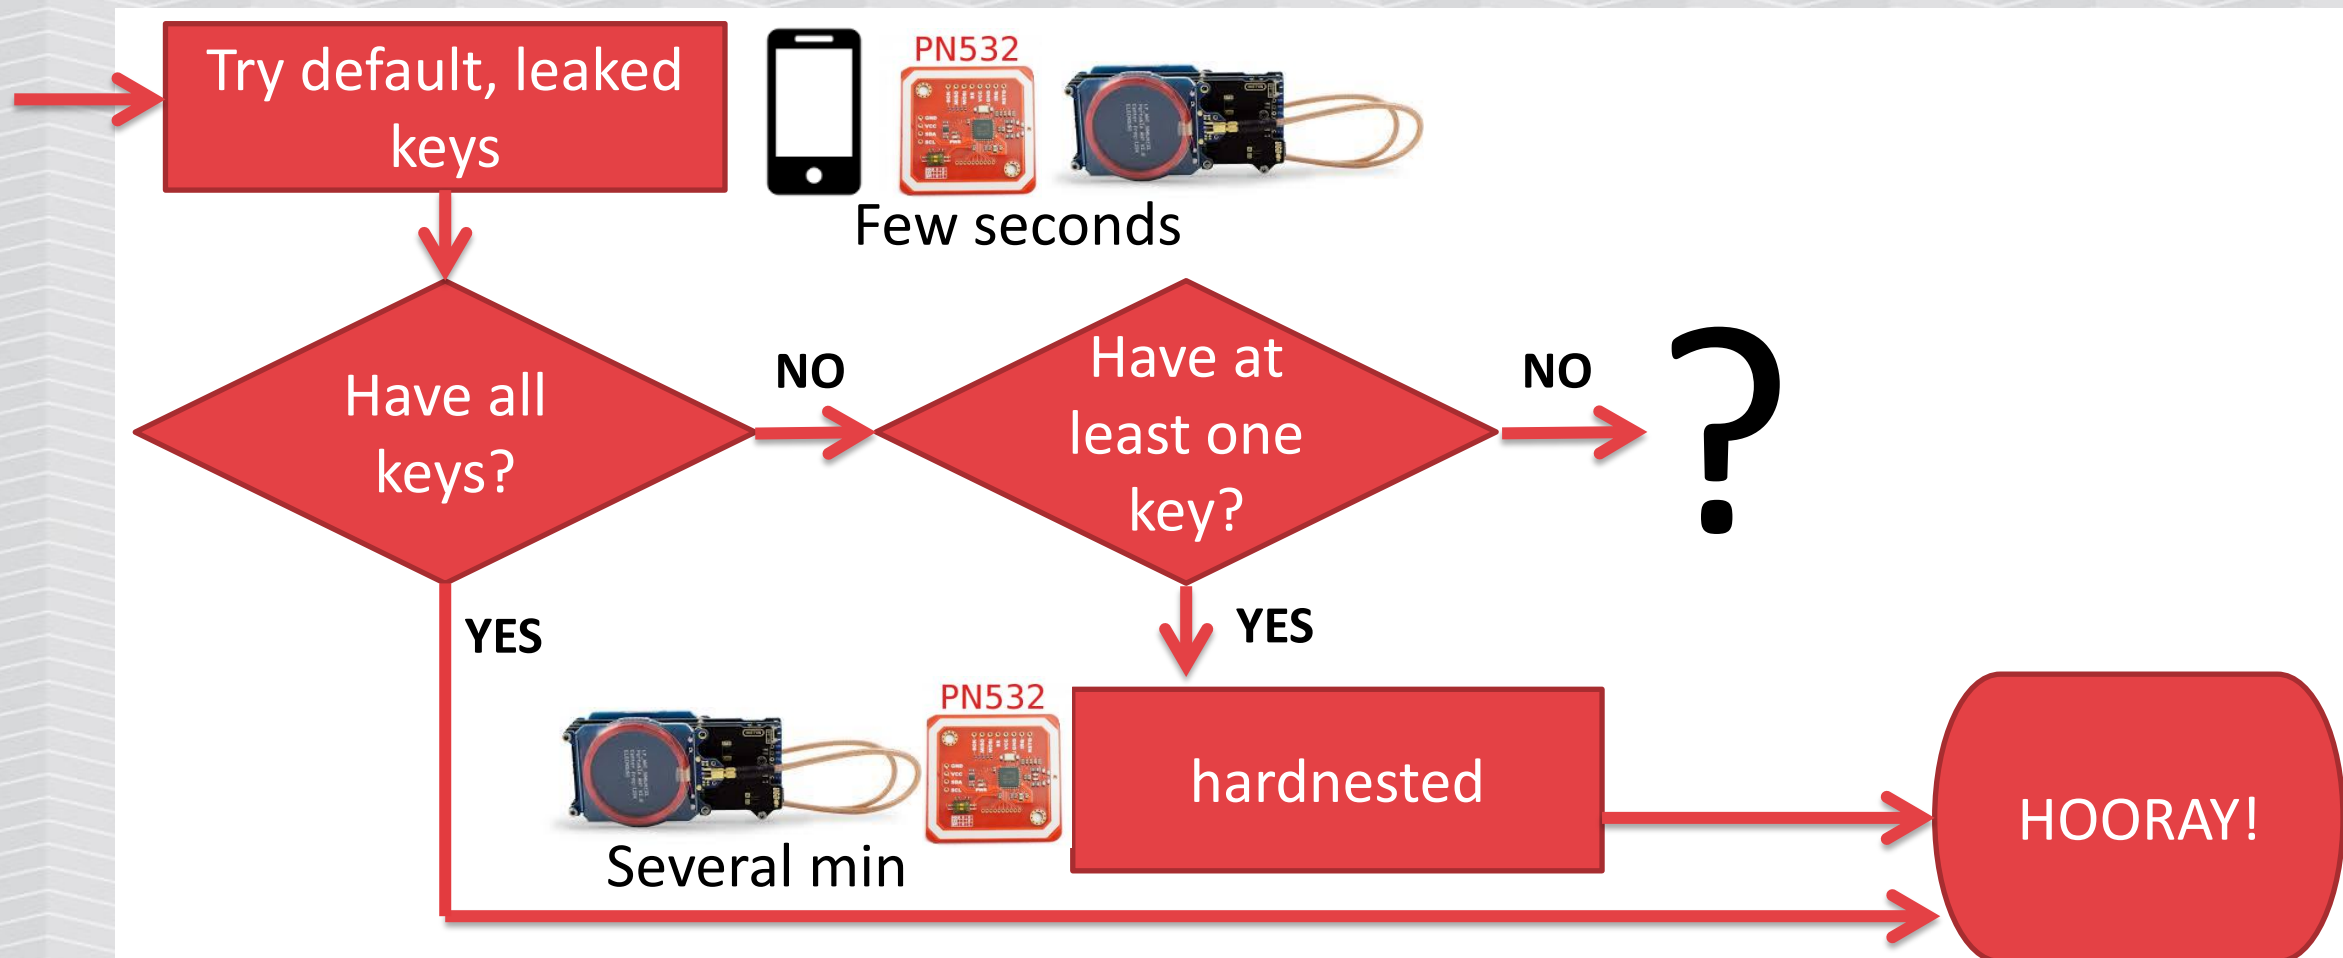 Try default, leaked
keys
PN532
Few seconds
Have all
keys?
NO
Have at
least one
key?
NO
?
YES
YES
PN532
Several min
hardnested
HOORAY!